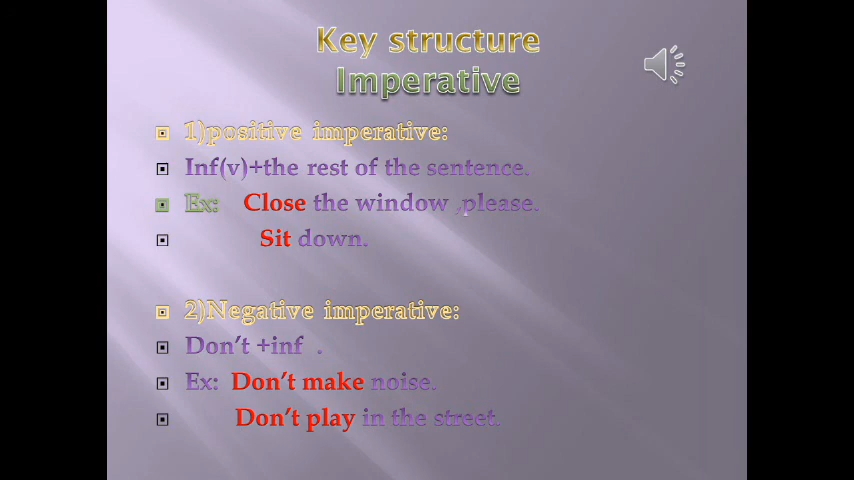 Key structure
Imperative
1)positive imperative:
Inf(v)+the rest of the sentence.
Ex: Close the window ,please.
Sit down.
2)Negative imperative:
Don't +inf .
Ex: Don't make noise.
Don't play in the street.